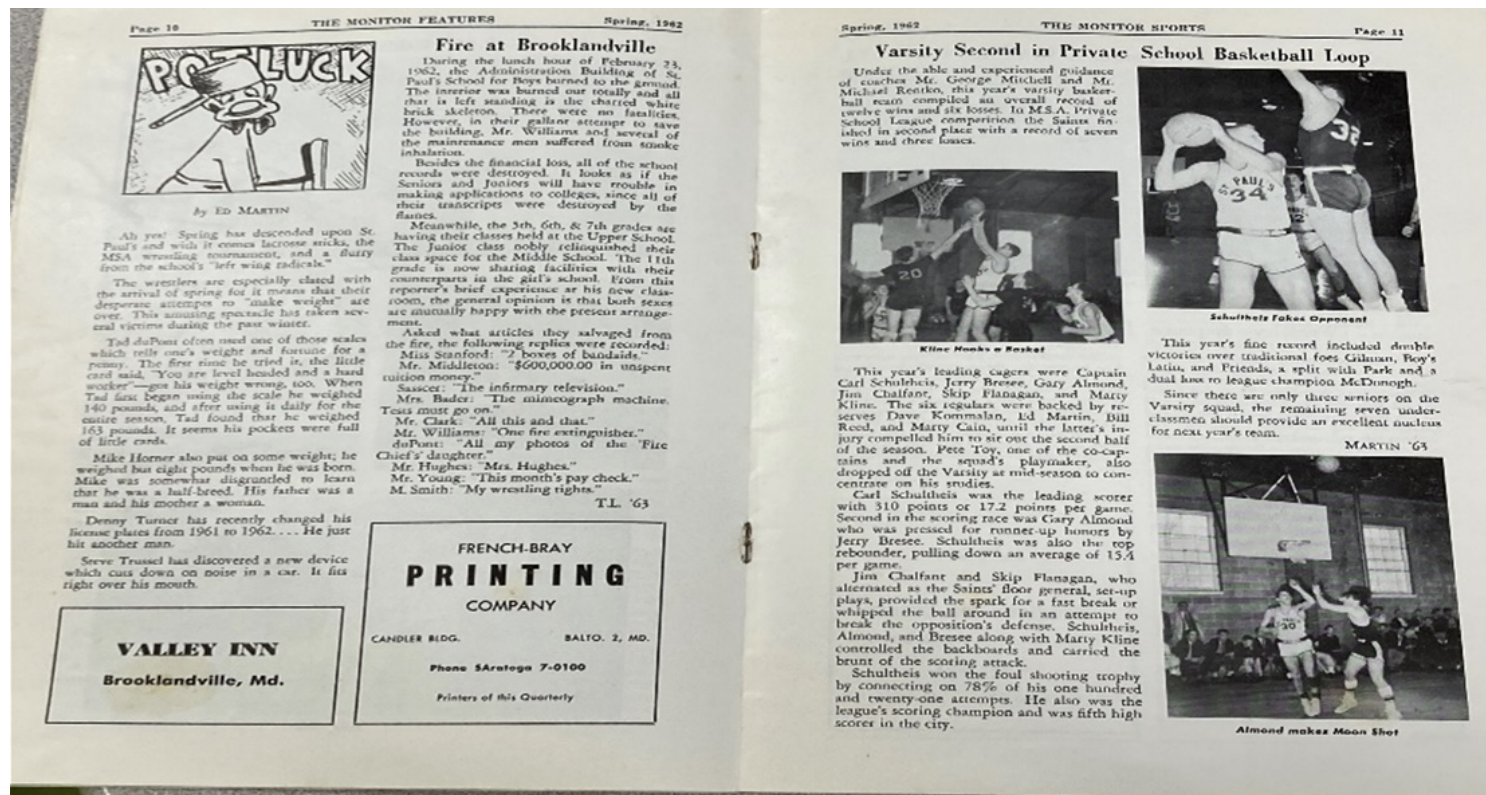 Page 10
THE MONITOR FEATURES
Spring, 1962
POTLUCK
by ED MARTIN
Ah yes! Spring has descended upon St.
Paul's and with it comes lacrosse sticks, the
MSA wrestling tournament, and a flurry
from the school's "left wing radicals."
The wrestlers are especially elated with
the arrival of spring for it means that their
desperate attempts to "make weight" are
over. This amusing spectacle has taken sev-
eral victims during the past winter.
Tad duPont often used one of those scales
which tells one's weight and fortune for a
penny. The first time he tried it, the little
card said, "You are level headed and a hard
worker"—got his weight wrong, too. When
Tad first began using the scale he weighed
140 pounds, and after using it daily for the
entire season, Tad found that he weighed
163 pounds. It seems his pockets were full
of little cards.
Mike Horner also put on some weight; he
weighed but eight pounds when he was born.
Mike was somewhat disgruntled to learn
that he was a half-breed. His father was a
man and his mother a woman.
Denny Turner has recently changed his
license plates from 1961 to 1962.... He just
hit another man.
Steve Trussel has discovered a new device
which cuts down on noise in a car. It fits
right over his mouth.
VALLEY INN
Brooklandville, Md.
Fire at Brooklandville
During the lunch hour of February 23,
1962, the Administration Building of St.
Paul's School for Boys burned to the ground.
The interior was burned out totally and all
that is left standing is the charred white
brick skeleton. There were no fatalities.
However, in their gallant attempt to save
the building, Mr. Williams and several of
the maintenance men suffered from smoke
inhalation.
Besides the financial loss, all of the school
records were destroyed. It looks as if the
Seniors and Juniors will have trouble in
making applications to colleges, since all of
their transcripts were destroyed by the
flames.
Meanwhile, the 5th, 6th, & 7th grades are
having their classes held at the Upper School.
The Junior class nobly relinquished their
class space for the Middle School. The 11th
grade is now sharing facilities with their
counterparts in the girl's school. From this
reporter's brief experience at his new class-
room, the general opinion is that both sexes
are mutually happy with the present arrange-
ment.
Asked what articles they salvaged from
the fire, the following replies were recorded:
Miss Stanford: "2 boxes of bandaids."
Mr. Middleton: "$600,000.00 in unspent
tuition money."
Sasscer: "The infirmary television."
Mrs. Bader: "The mimeograph machine.
Tests must go on."
Mr. Clark: "All this and that."
Mr. Williams: "One fire extinguisher."
duPont: "All my photos of the 'Fire
Chief's' daughter."
Mr. Hughes: "Mrs. Hughes."
Mr. Young: "This month's pay check."
M. Smith: "My wrestling tights."
T.L. '63
FRENCH-BRAY
PRINTING
COMPANY
CANDLER BLDG. BALTO. 2, MD.
Phone SAratoga 7-0100
Printers of this Quarterly
Spring, 1962
THE MONITOR SPORTS
Page 11
Varsity Second in Private School Basketball Loop
Under the able and experienced guidance
of coaches Mr. George Mitchell and Mr.
Michael Rentko, this year's varsity basket-
ball team compiled an overall record of
twelve wins and six losses. In M.S.A. Private
School League competition the Saints fin-
ished in second place with a record of seven
wins and three losses.
20
Kline Hooks a Basket
This year's leading cagers were Captain
Carl Schultheis, Jerry Bresee, Gary Almond,
Jim Chalfant, Skip Flanagan, and Marty
Kline. The six regulars were backed by re-
serves Dave Rommalan, Ed Martin, Bill
Reed, and Marty Cain, until the latter's in-
jury compelled him to sit out the second half
of the season. Pete Toy, one of the co-cap-
tains and the squad's playmaker, also
dropped off the Varsity at mid-season to con-
centrate on his studies.
Carl Schultheis was the leading scorer
with 310 points or 17.2 points per game.
Second in the scoring race was Gary Almond
who was pressed for runner-up honors by
Jerry Bresee. Schultheis was also the top
rebounder, pulling down an average of 15.4
per game.
Jim Chalfant and Skip Flanagan, who
alternated as the Saints' floor general, set-up
plays, provided the spark for a fast break or
whipped the ball around in an attempt to
break the opposition's defense. Schultheis,
Almond, and Bresee along with Marty Kline
controlled the backboards and carried the
brunt of the scoring attack.
Schultheis won the foul shooting trophy
by connecting on 78% of his one hundred
and twenty-one attempts. He also was the
league's scoring champion and was fifth high
scorer in the city.
ST. PAUL'S
34
32
Schultheis Fakes Opponent
This year's fine record included double
victories over traditional foes Gilman, Boy's
Latin, and Friends, a split with Park and a
dual loss to league champion McDonogh.
Since there are only three seniors on the
Varsity squad, the remaining seven under-
classmen should provide an excellent nucleus
for next year's team.
MARTIN '63
30
Almond makes Moon Shot